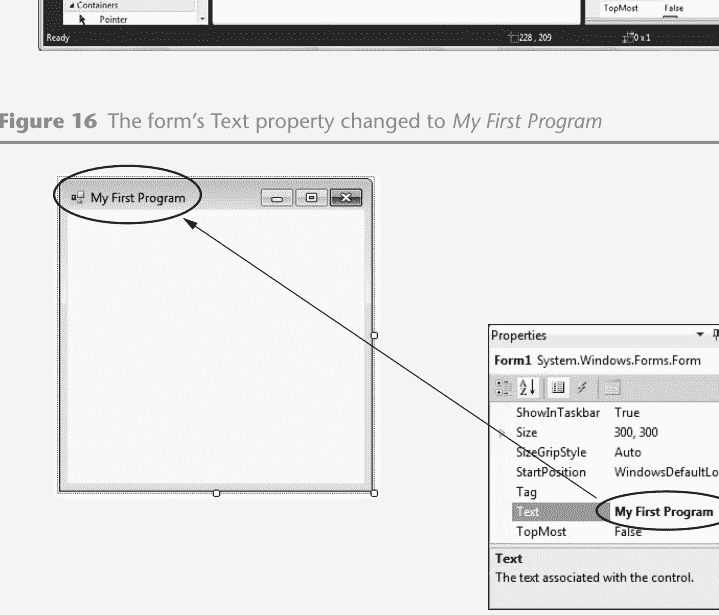 Containers
Pointer
TopMost False
Ready 228 , 209 0 x 1
Figure 16 The form's Text property changed to My First Program
My First Program
Properties
Form1 System.Windows.Forms.Form
ShowInTaskbar True
Size 300, 300
SizeGripStyle Auto
StartPosition WindowsDefaultLo
Tag
Text My First Program
TopMost False
Text
The text associated with the control.